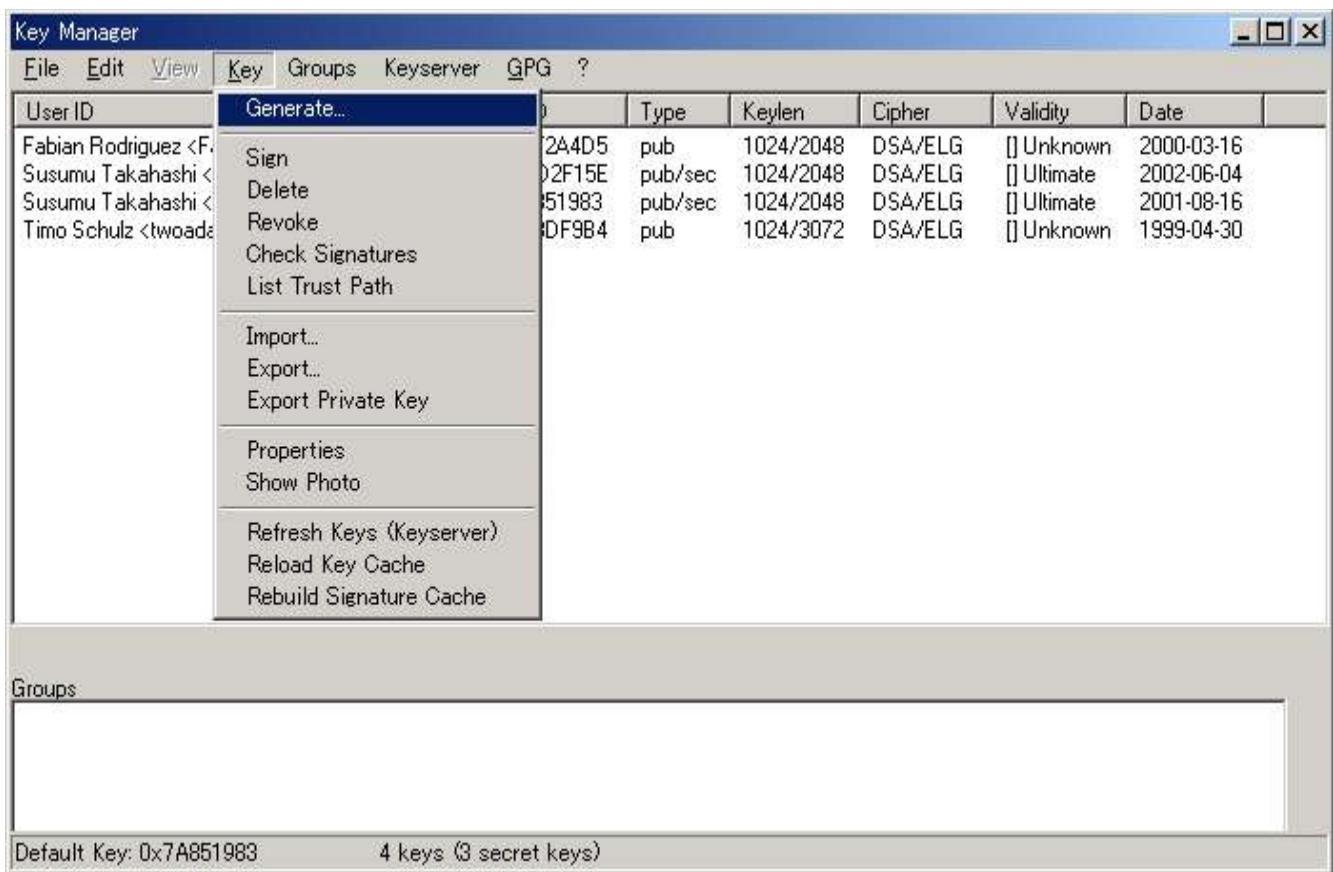 Key Manager
File Edit View Key Groups Keyserver GPG ?
User ID Type Keylen Cipher Validity Date
Fabian Rodriguez <F 2A4D5 pub 1024/2048 DSA/ELG [] Unknown 2000-03-16
Susumu Takahashi < D2F15E pub/sec 1024/2048 DSA/ELG [] Ultimate 2002-06-04
Susumu Takahashi < 851983 pub/sec 1024/2048 DSA/ELG [] Ultimate 2001-08-16
Timo Schulz <twoada DF9B4 pub 1024/3072 DSA/ELG [] Unknown 1999-04-30
Generate...
Sign
Delete
Revoke
Check Signatures
List Trust Path
Import...
Export...
Export Private Key
Properties
Show Photo
Refresh Keys (Keyserver)
Reload Key Cache
Rebuild Signature Cache
Groups
Default Key: 0x7A851983 4 keys (3 secret keys)